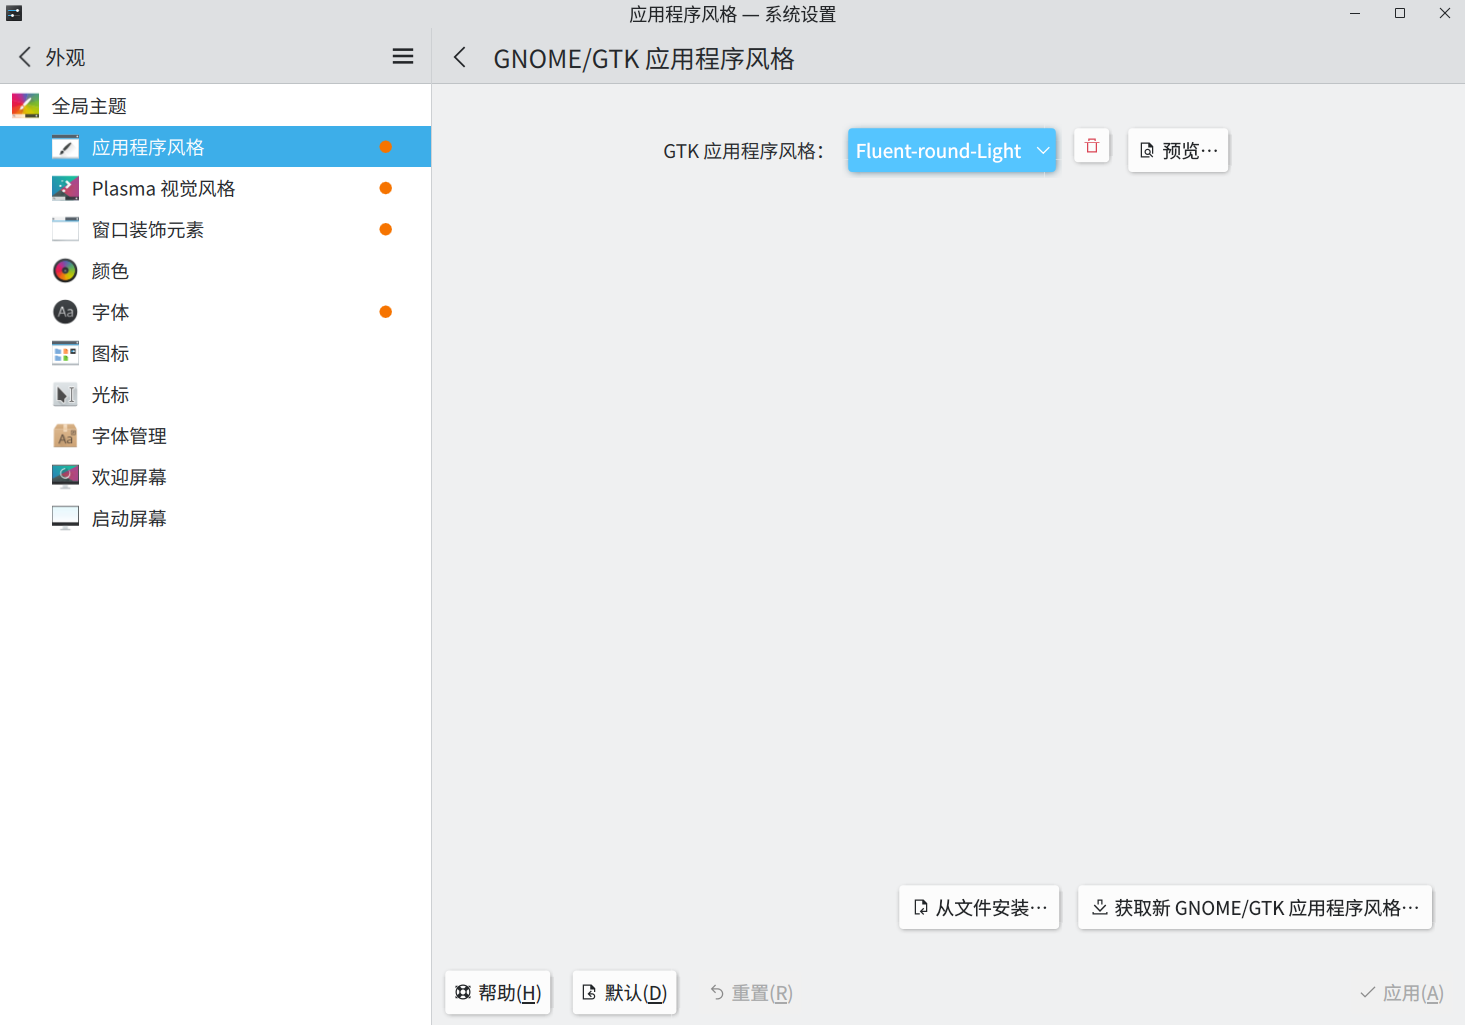 应用程序风格 — 系统设置
外观
GNOME/GTK 应用程序风格
全局主题
应用程序风格
Plasma 视觉风格
窗口装饰元素
颜色
字体
图标
光标
字体管理
欢迎屏幕
启动屏幕
GTK 应用程序风格： Fluent-round-Light 预览…
从文件安装… 获取新 GNOME/GTK 应用程序风格…
帮助(H) 默认(D) 重置(R) 应用(A)